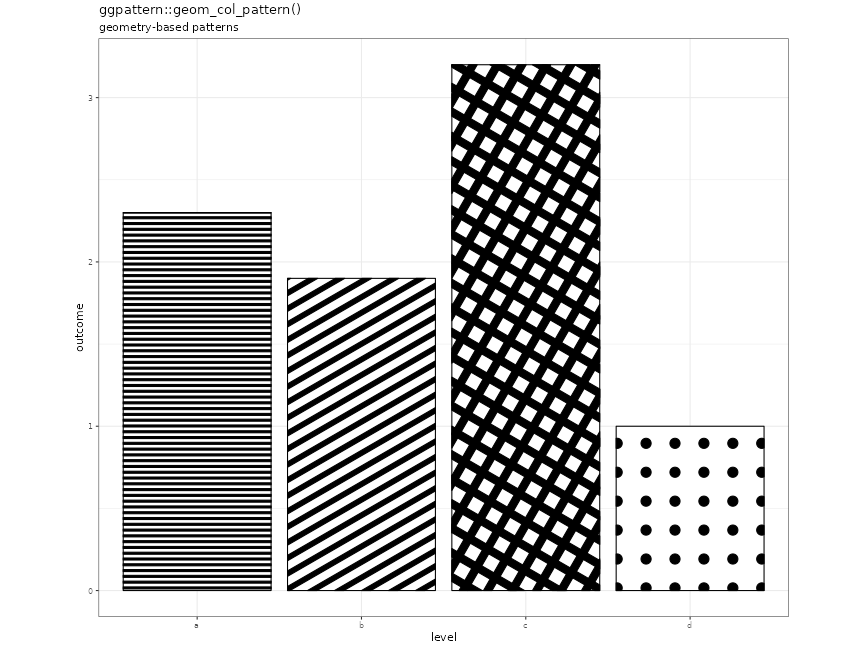 ggpattern::geom_col_pattern()
geometry-based patterns
3
2
1
0
outcome
a b c d
level